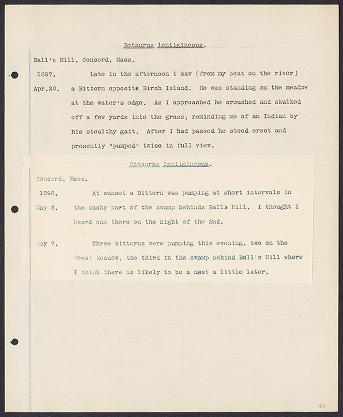 Botaurus lentiginosus.
Ball's Hill, Concord, Mass.
1897. Late in the afternoon I saw (from my boat on the river)
Apr.20. a Bittern opposite Birch Island. He was standing on the meadow
at the water's edge. As I approached he crouched and skulked
off a few yards into the grass, reminding me of an Indian by
his stealthy gait. After I had passed he stood erect and
presently "pumped" twice in full view.
Botaurus lentiginosus.
Concord, Mass.
1898. At sunset a Bittern was pumping at short intervals in
May 6. the bushy part of the swamp behind Ball's Hill. I thought I
heard one there on the night of the 2nd.
May 7. Three Bitterns were pumping this evening, two on the
Great Meadow, the third in the swamp behind Ball's Hill where
I think there is likely to be a nest a little later.